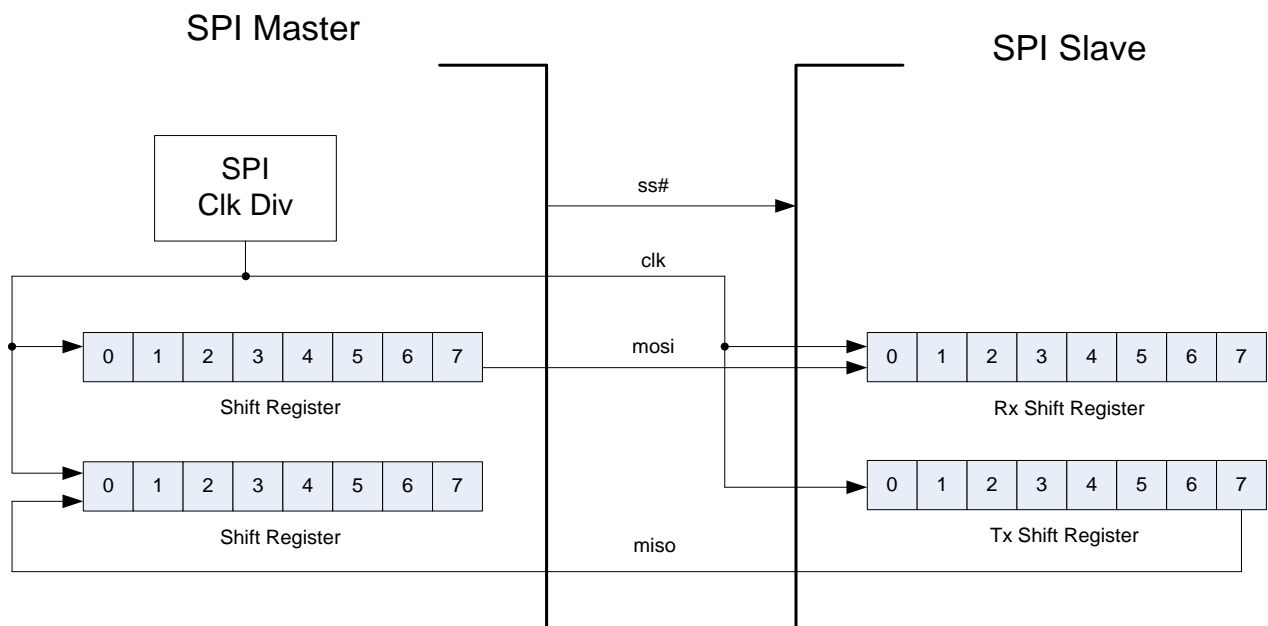 SPI Master
SPI Slave
SPI
Clk Div
ss#
clk
mosi
0 1 2 3 4 5 6 7
Shift Register
0 1 2 3 4 5 6 7
Rx Shift Register
0 1 2 3 4 5 6 7
Shift Register
0 1 2 3 4 5 6 7
Tx Shift Register
miso